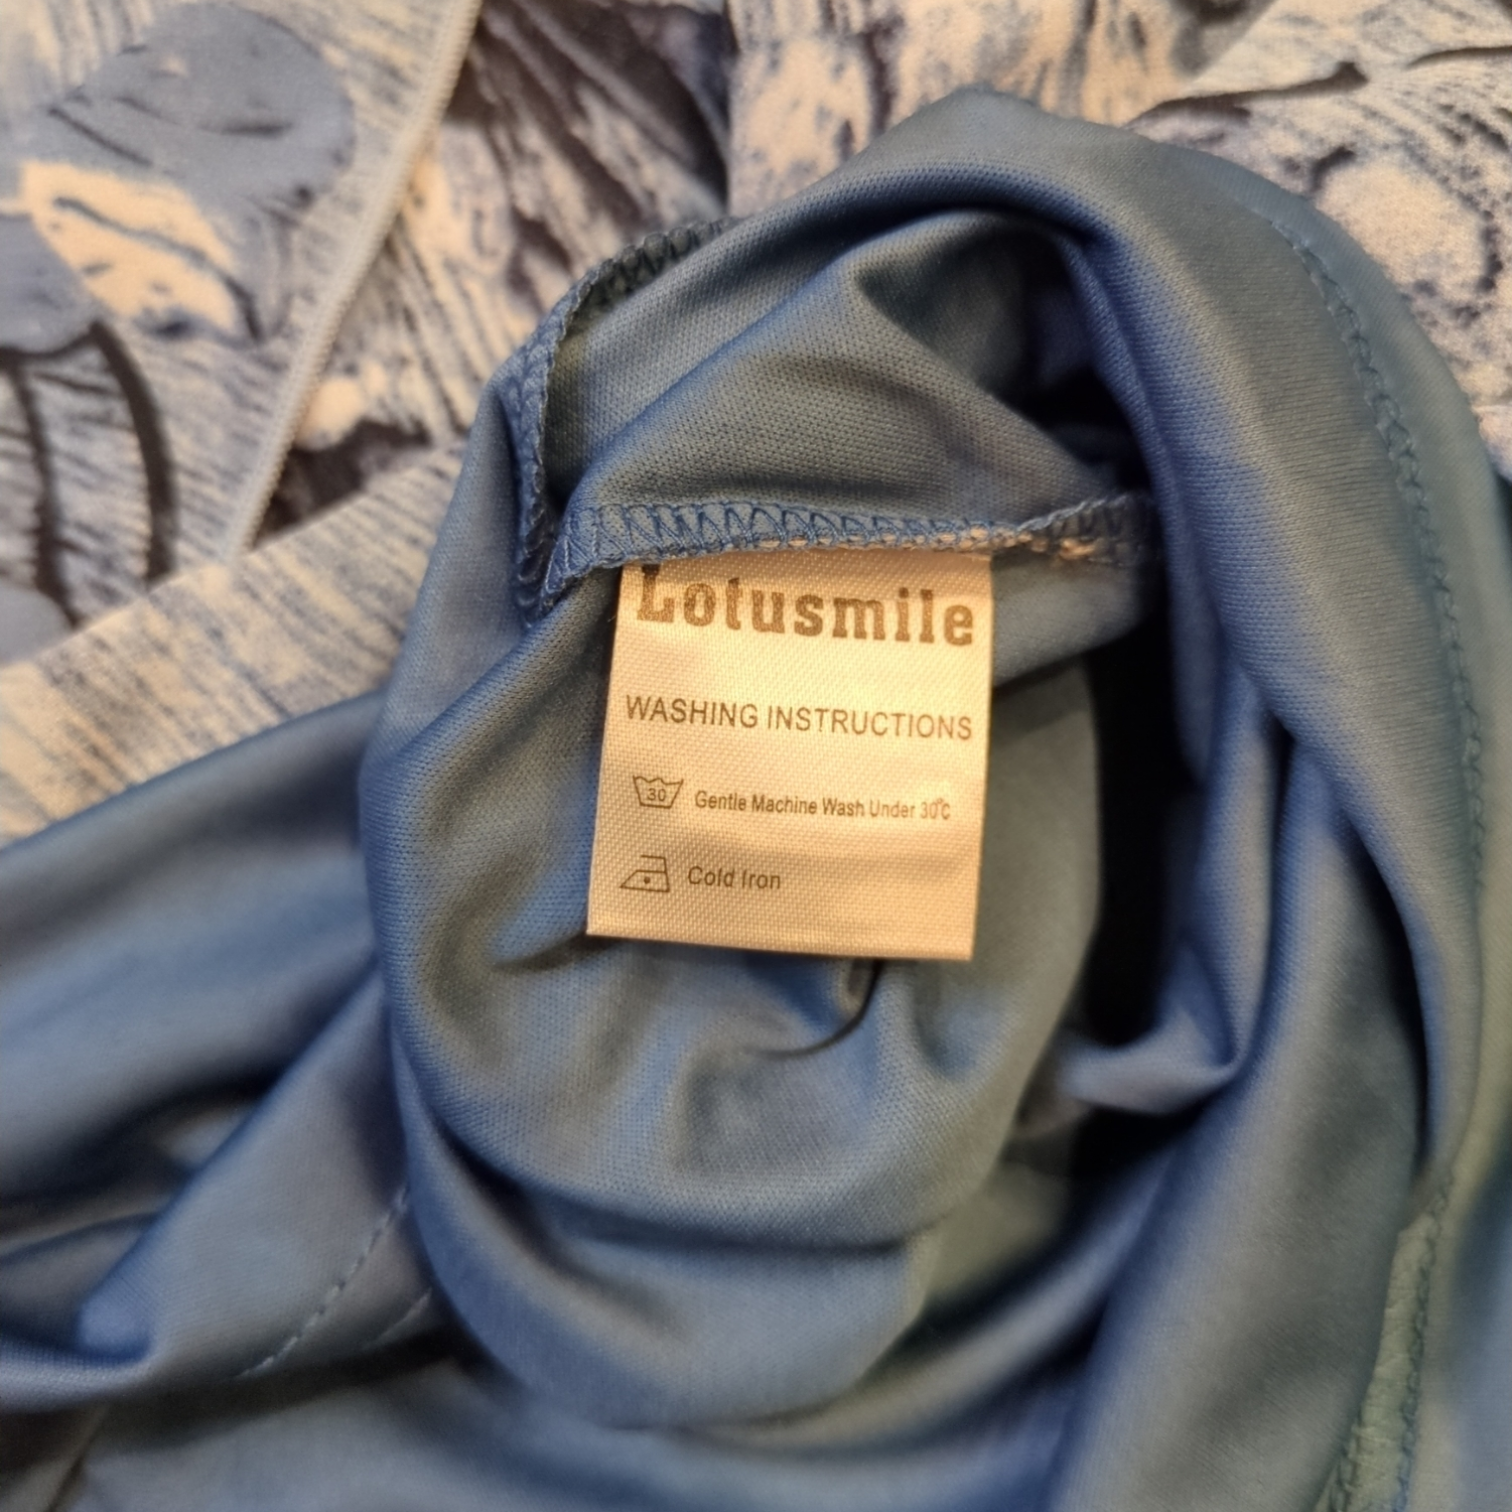 Lotusmile
WASHING INSTRUCTIONS
30 Gentle Machine Wash Under 30℃
Cold Iron